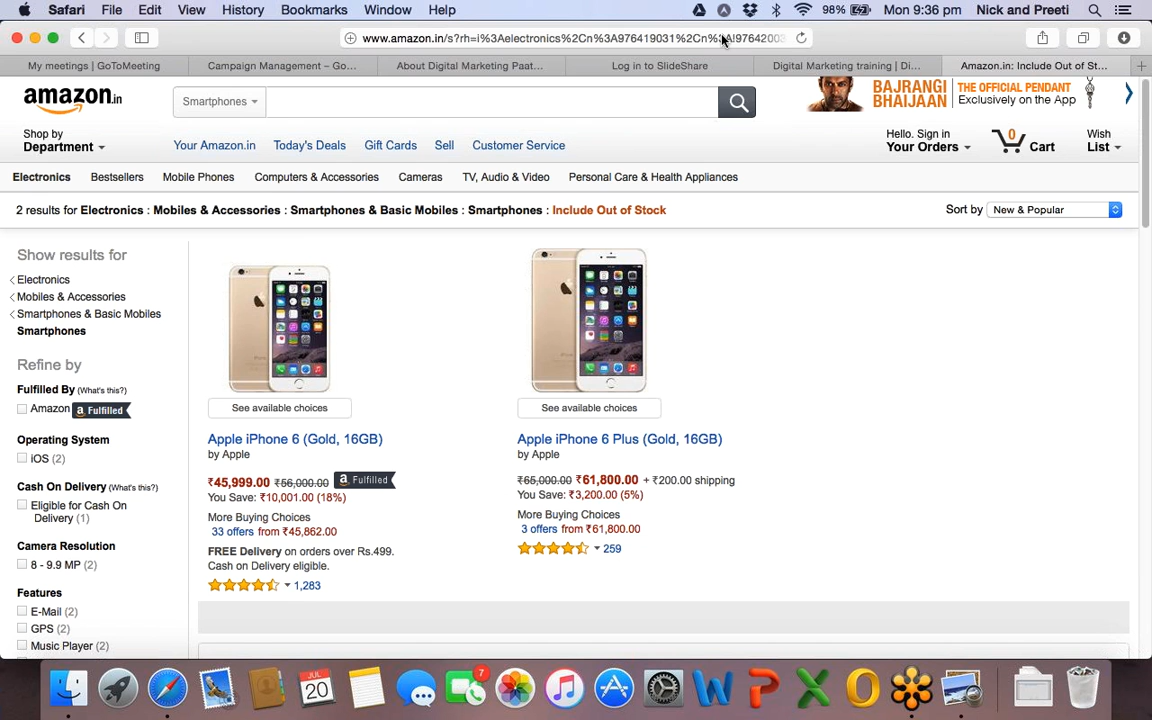 Safari File Edit View History Bookmarks Window Help 98% Mon 9:36 pm Nick and Preeti
www.amazon.in/s?rh=i%3Aelectronics%2Cn%3A976419031%2Cn%3A!97642003
My meetings | GoToMeeting Campaign Management – Go... About Digital Marketing Paat... Log in to SlideShare Digital Marketing training | Di... Amazon.in: Include Out of St...
amazon.in Smartphones BAJRANGI BHAIJAAN THE OFFICIAL PENDANT Exclusively on the App
Shop by Department Your Amazon.in Today's Deals Gift Cards Sell Customer Service Hello. Sign in Your Orders 0 Cart Wish List
Electronics Bestsellers Mobile Phones Computers & Accessories Cameras TV, Audio & Video Personal Care & Health Appliances
2 results for Electronics : Mobiles & Accessories : Smartphones & Basic Mobiles : Smartphones : Include Out of Stock Sort by New & Popular
Show results for
Electronics
Mobiles & Accessories
Smartphones & Basic Mobiles
Smartphones
Refine by
Fulfilled By (What's this?)
Amazon a Fulfilled
Operating System
iOS (2)
Cash On Delivery (What's this?)
Eligible for Cash On
Delivery (1)
Camera Resolution
8 - 9.9 MP (2)
Features
E-Mail (2)
GPS (2)
Music Player (2)
See available choices
Apple iPhone 6 (Gold, 16GB)
by Apple
₹45,999.00 ₹56,000.00 a Fulfilled
You Save: ₹10,001.00 (18%)
More Buying Choices
33 offers from ₹45,862.00
FREE Delivery on orders over Rs.499.
Cash on Delivery eligible.
1,283
See available choices
Apple iPhone 6 Plus (Gold, 16GB)
by Apple
₹65,000.00 ₹61,800.00 + ₹200.00 shipping
You Save: ₹3,200.00 (5%)
More Buying Choices
3 offers from ₹61,800.00
259
JUL
20
7